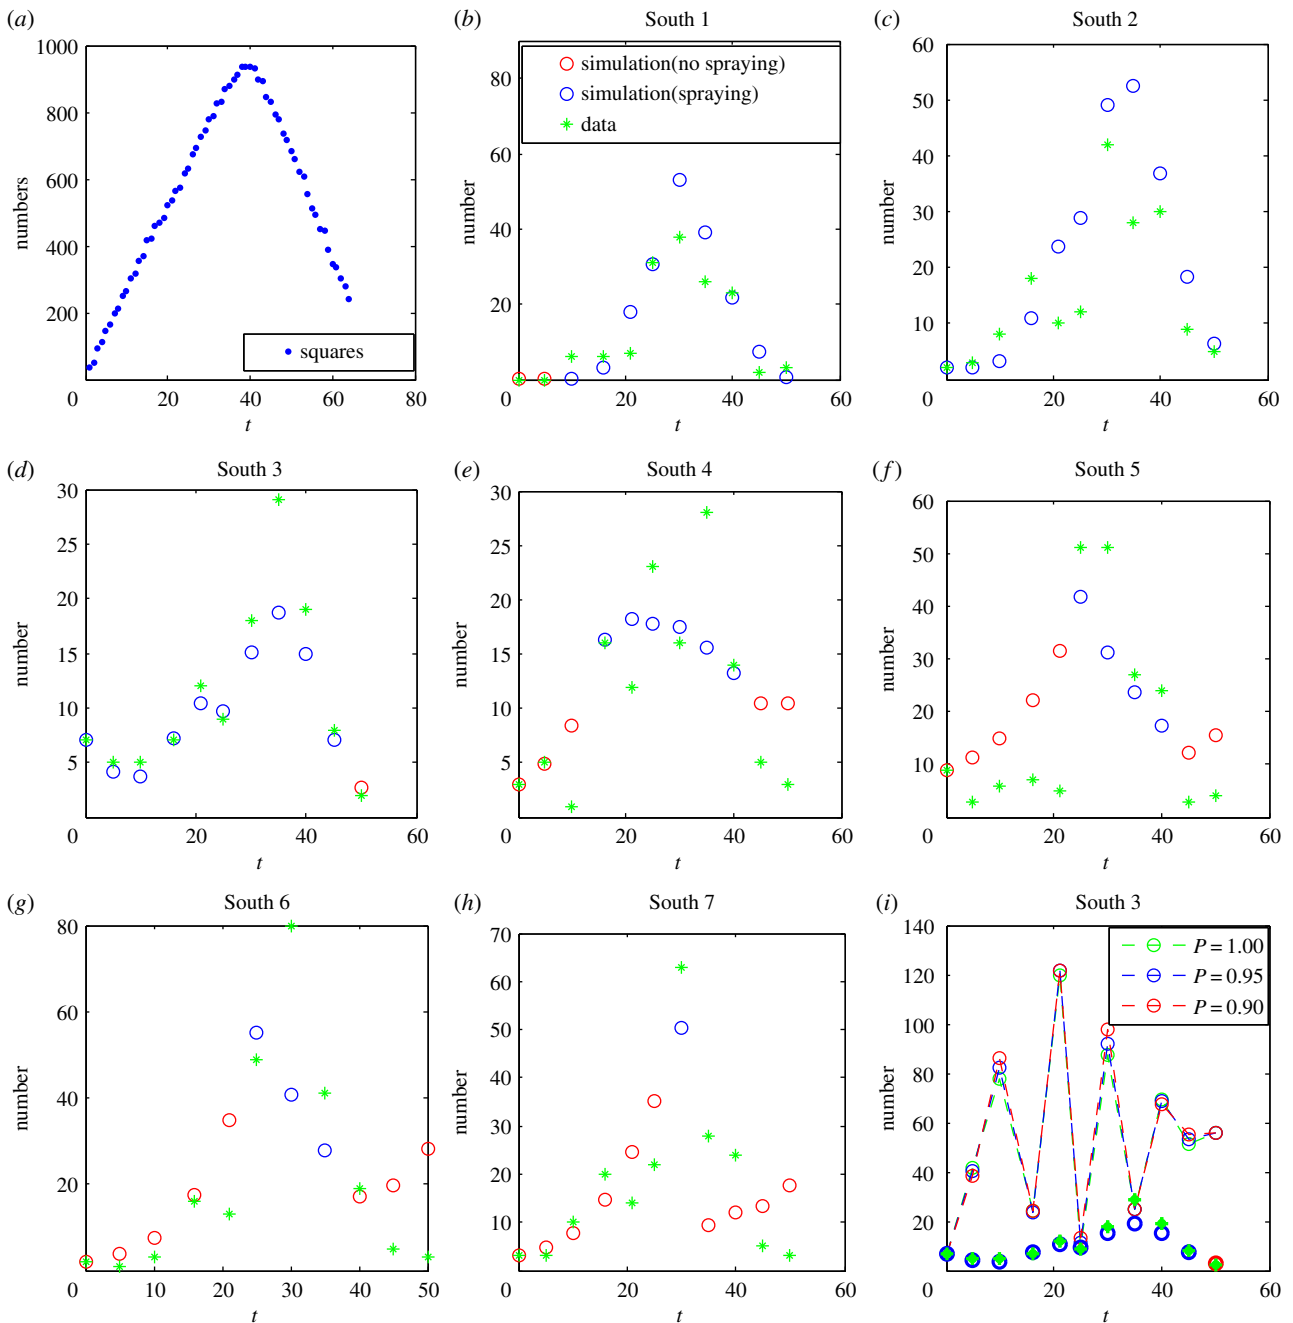 (a)
1000
800
600
400
200
numbers
0
20
40
60
80
t
squares
(b)
South 1
simulation(no spraying)
simulation(spraying)
data
80
60
40
20
number
0
20
40
60
t
(c)
South 2
60
50
40
30
20
10
number
0
20
40
60
t
(d)
South 3
30
25
20
15
10
5
number
0
20
40
60
t
(e)
South 4
30
25
20
15
10
5
number
0
20
40
60
t
(f)
South 5
60
50
40
30
20
10
number
0
20
40
60
t
(g)
South 6
80
60
40
20
number
0
10
20
30
40
50
t
(h)
South 7
70
60
50
40
30
20
10
number
0
20
40
60
t
(i)
South 3
P = 1.00
P = 0.95
P = 0.90
140
120
100
80
60
40
20
number
0
20
40
60
t